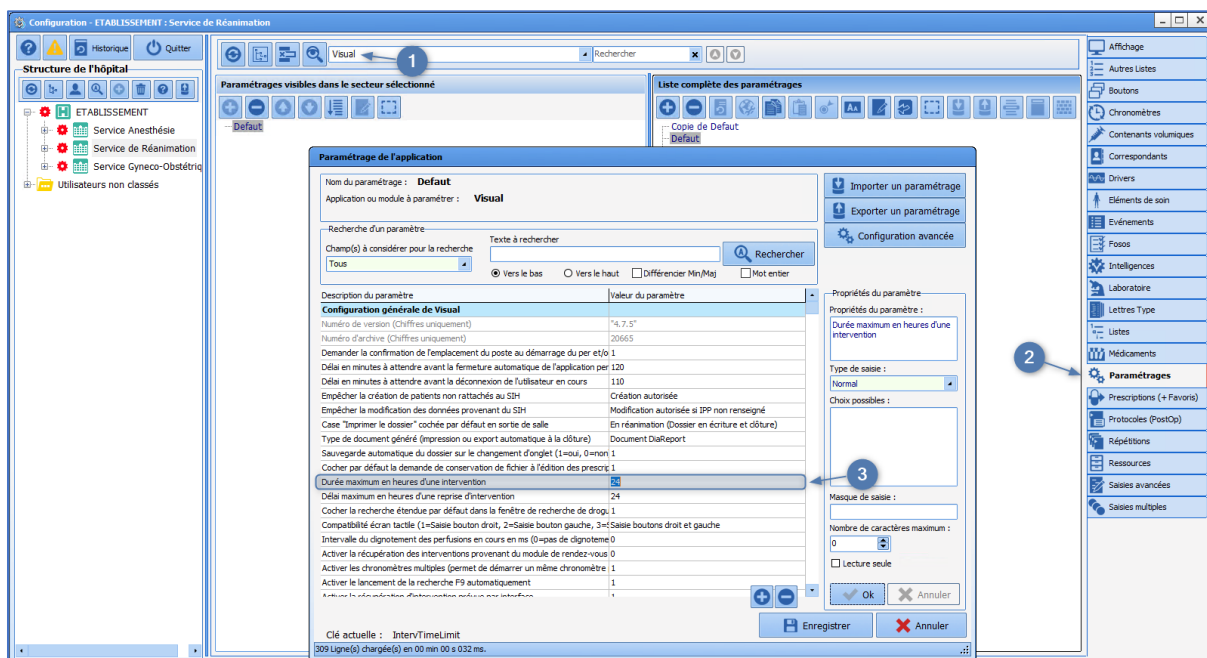 Configuration - ETABLISSEMENT : Service de Réanimation
Historique
Quitter
Structure de l'hôpital
ETABLISSEMENT
Service Anesthésie
Service de Réanimation
Service Gyneco-Obstétriq
Utilisateurs non classés
Visual
1
Rechercher
Paramétrages visibles dans le secteur sélectionné
Defaut
Liste complète des paramétrages
Copie de Defaut
Defaut
Paramétrage de l'application
Nom du paramétrage : Defaut
Application ou module à paramétrer : Visual
Importer un paramétrage
Exporter un paramétrage
Configuration avancée
Recherche d'un paramètre
Champ(s) à considérer pour la recherche
Tous
Texte à rechercher
Rechercher
Vers le bas
Vers le haut
Différencier Min/Maj
Mot entier
Description du paramètre Valeur du paramètre
Configuration générale de Visual
Numéro de version (Chiffres uniquement) "4.7.5"
Numéro d'archive (Chiffres uniquement) 20665
Demander la confirmation de l'emplacement du poste au démarrage du per et/o 1
Délai en minutes à attendre avant la fermeture automatique de l'application per 120
Délai en minutes à attendre avant la déconnexion de l'utilisateur en cours 110
Empêcher la création de patients non rattachés au SIH Création autorisée
Empêcher la modification des données provenant du SIH Modification autorisée si IPP non renseigné
Case "Imprimer le dossier" cochée par défaut en sortie de salle En réanimation (Dossier en écriture et clôture)
Type de document généré (impression ou export automatique à la clôture) Document DiaReport
Sauvegarde automatique du dossier sur le changement d'onglet (1=oui, 0=non 1
Cocher par défaut la demande de conservation de fichier à l'édition des prescrip 1
Durée maximum en heures d'une intervention 24
3
Délai maximum en heures d'une reprise d'intervention 24
Cocher la recherche étendue par défaut dans la fenêtre de recherche de drogu 1
Compatibilité écran tactile (1=Saisie bouton droit, 2=Saisie bouton gauche, 3=S Saisie boutons droit et gauche
Intervalle du clignotement des perfusions en cours en ms (0=pas de clignoteme 0
Activer la récupération des interventions provenant du module de rendez-vous 0
Activer les chronomètres multiples (permet de démarrer un même chronomètre 1
Activer le lancement de la recherche F9 automatiquement 1
Activer la récupération d'intervention prévue par interface 1
Propriétés du paramètre
Propriétés du paramètre :
Durée maximum en heures d'une
intervention
Type de saisie :
Normal
Choix possibles :
Masque de saisie :
Nombre de caractères maximum :
0
Lecture seule
Ok
Annuler
Enregistrer
Annuler
Clé actuelle : IntervTimeLimit
309 Ligne(s) chargée(s) en 00 min 00 s 032 ms.
Affichage
Autres Listes
Boutons
Chronomètres
Contenants volumiques
Correspondants
Drivers
Eléments de soin
Evénements
Fosos
Intelligences
Laboratoire
Lettres Type
Listes
Médicaments
2
Paramétrages
Prescriptions (+ Favoris)
Protocoles (PostOp)
Répétitions
Ressources
Saisies avancées
Saisies multiples